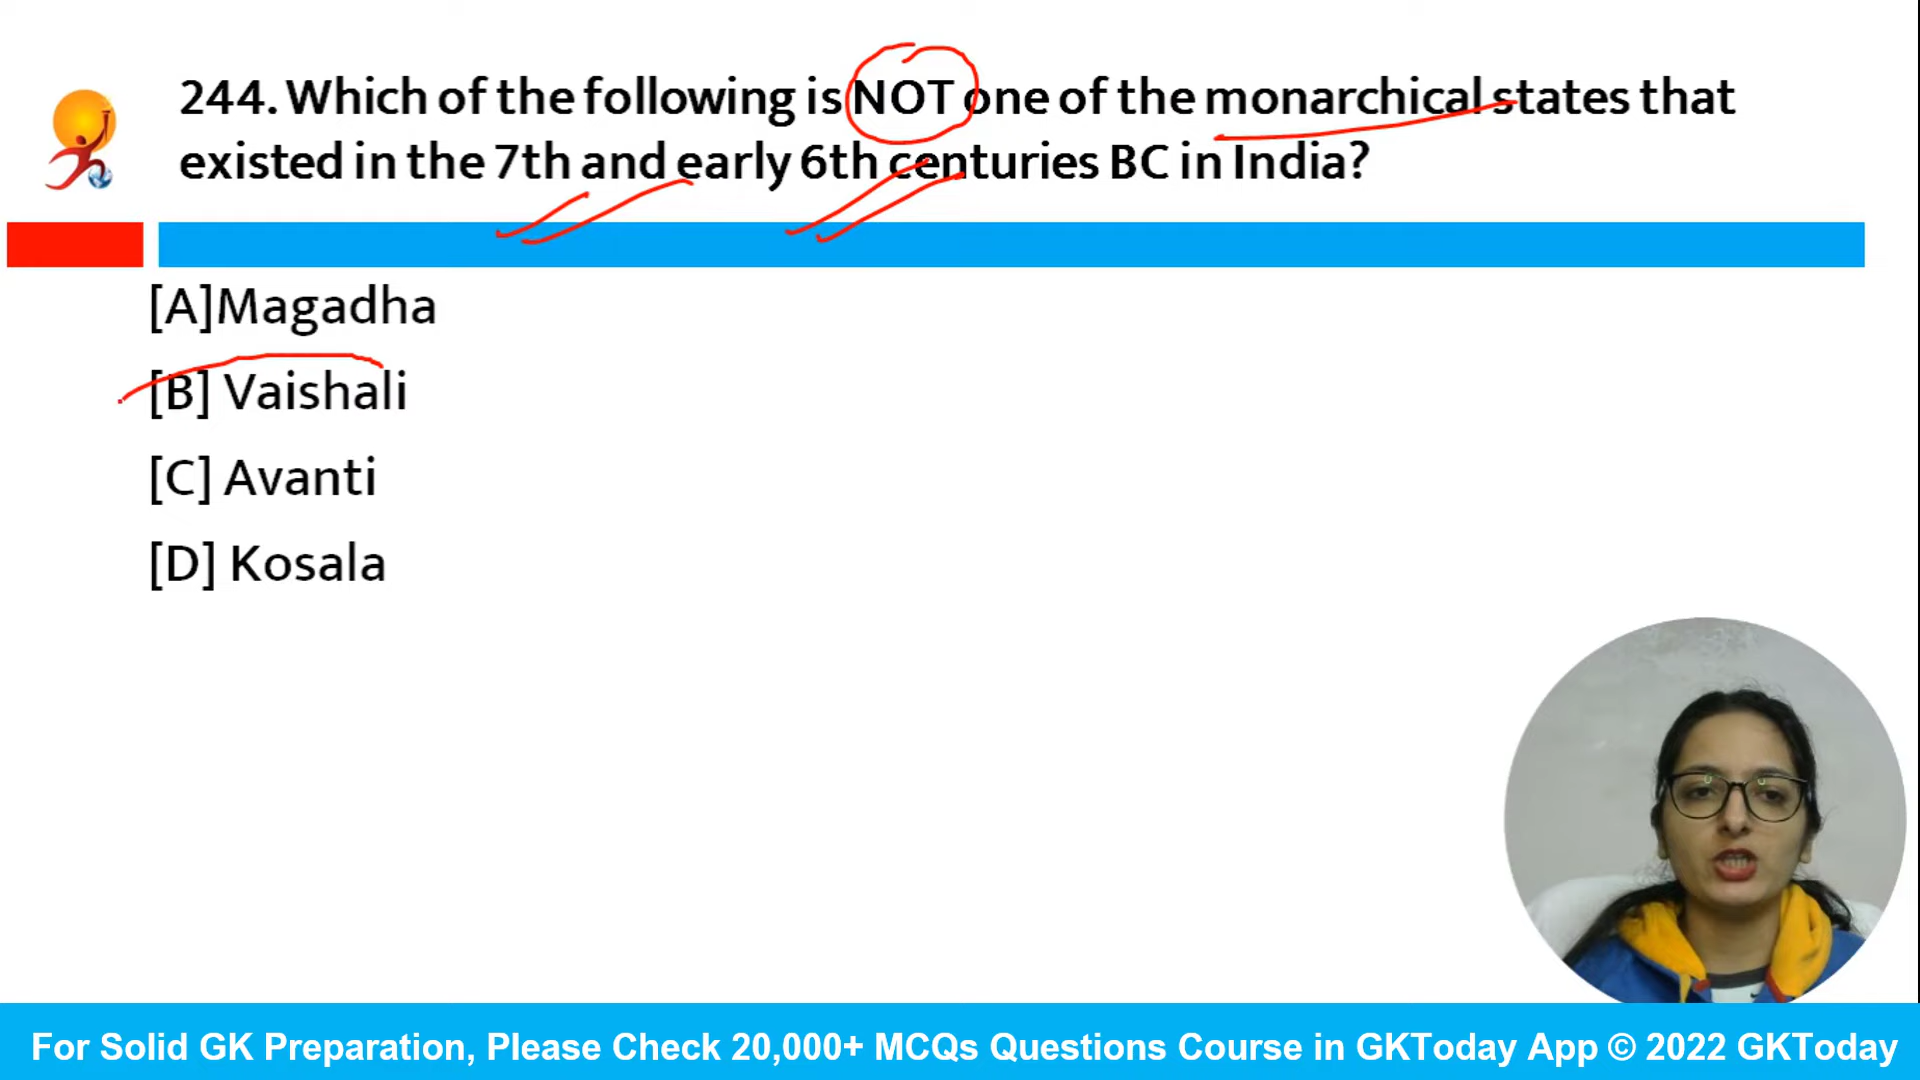 244. Which of the following is NOT one of the monarchical states that
existed in the 7th and early 6th centuries BC in India?
[A]Magadha
[B] Vaishali
[C] Avanti
[D] Kosala
For Solid GK Preparation, Please Check 20,000+ MCQs Questions Course in GKToday App © 2022 GKToday